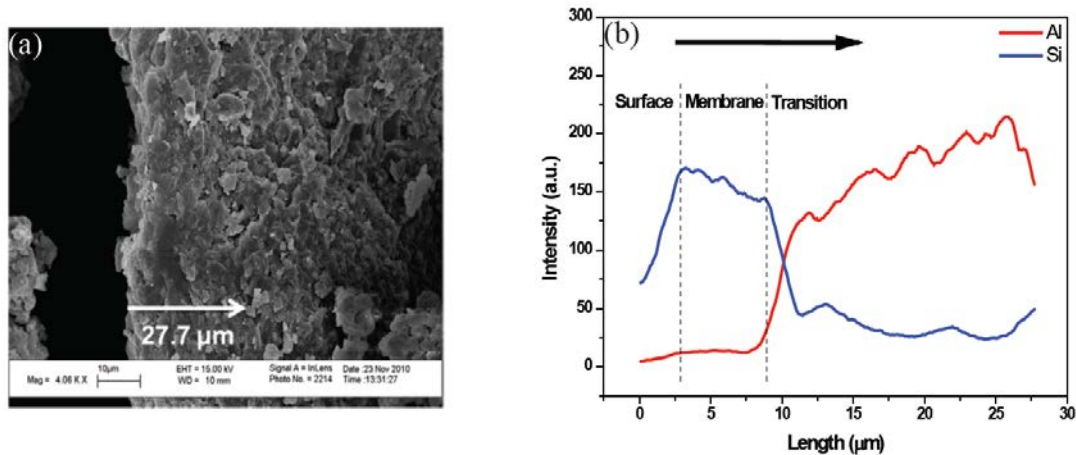 (a)
27.7 µm
Mag = 4.06 K X
10µm
EHT = 15.00 kV
WD = 10 mm
Signal A = InLens
Photo No. = 2214
Date :23 Nov 2010
Time :13:31:27
(b)
Al
Si
Surface
Membrane
Transition
Intensity (a.u.)
300
250
200
150
100
50
0
0 5 10 15 20 25 30
Length (µm)